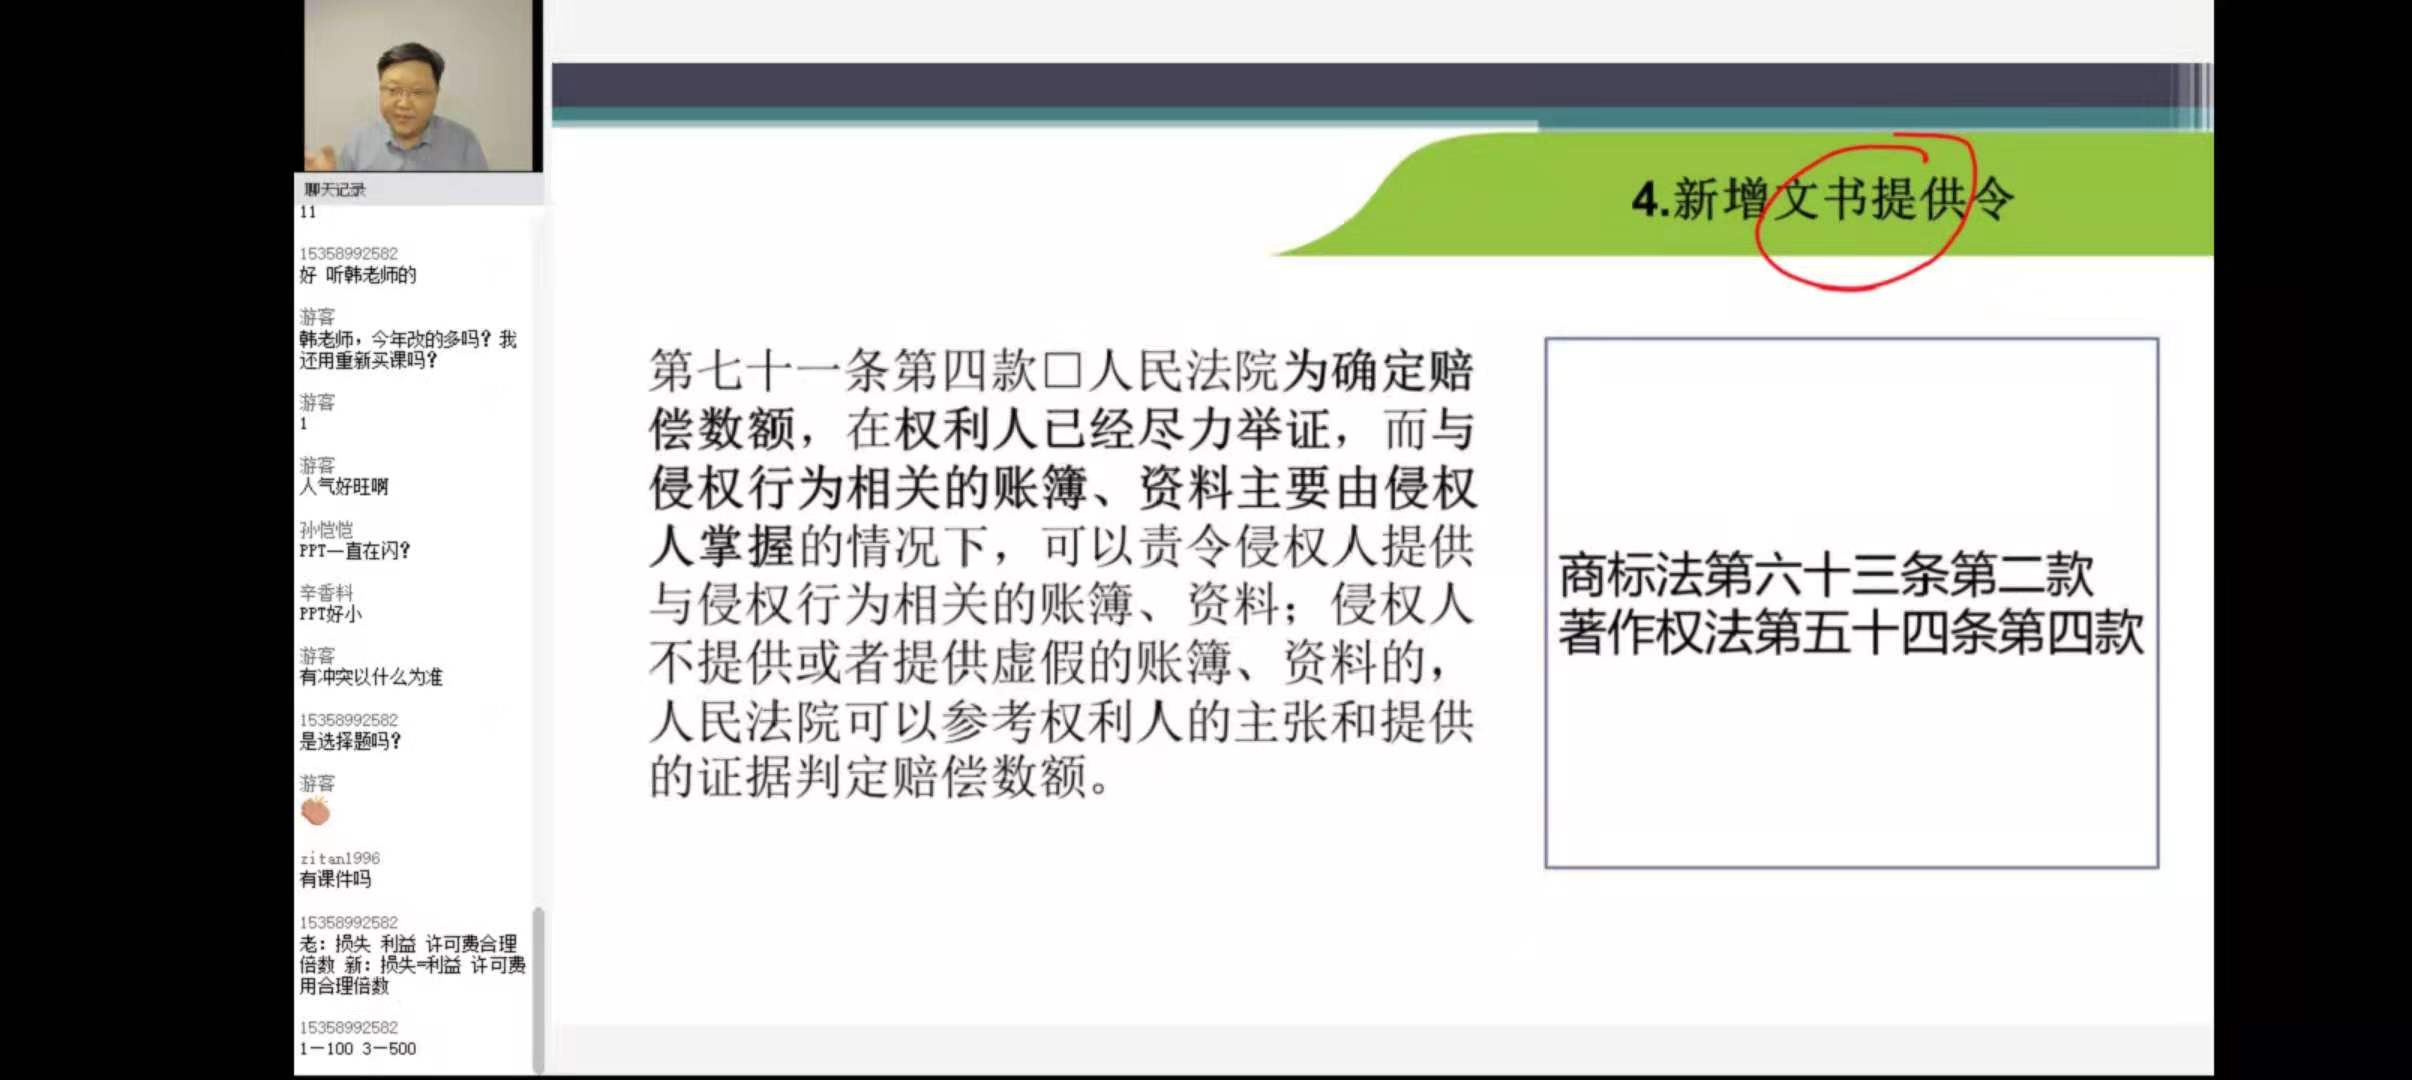 聊天记录
11
15358992582
好 听韩老师的
游客
韩老师，今年改的多吗？我
还用重新买课吗？
游客
1
游客
人气好旺啊
孙恺恺
PPT一直在闪？
辛香料
PPT好小
游客
有冲突以什么为准
15358992582
是选择题吗？
游客
zitan1996
有课件吗
15358992582
老：损失 利益 许可费合理
倍数 新：损失=利益 许可费
用合理倍数
15358992582
1一100 3一500
4.新增文书提供令
第七十一条第四款□人民法院为确定赔
偿数额，在权利人已经尽力举证，而与
侵权行为相关的账簿、资料主要由侵权
人掌握的情况下，可以责令侵权人提供
与侵权行为相关的账簿、资料；侵权人
不提供或者提供虚假的账簿、资料的，
人民法院可以参考权利人的主张和提供
的证据判定赔偿数额。
商标法第六十三条第二款
著作权法第五十四条第四款